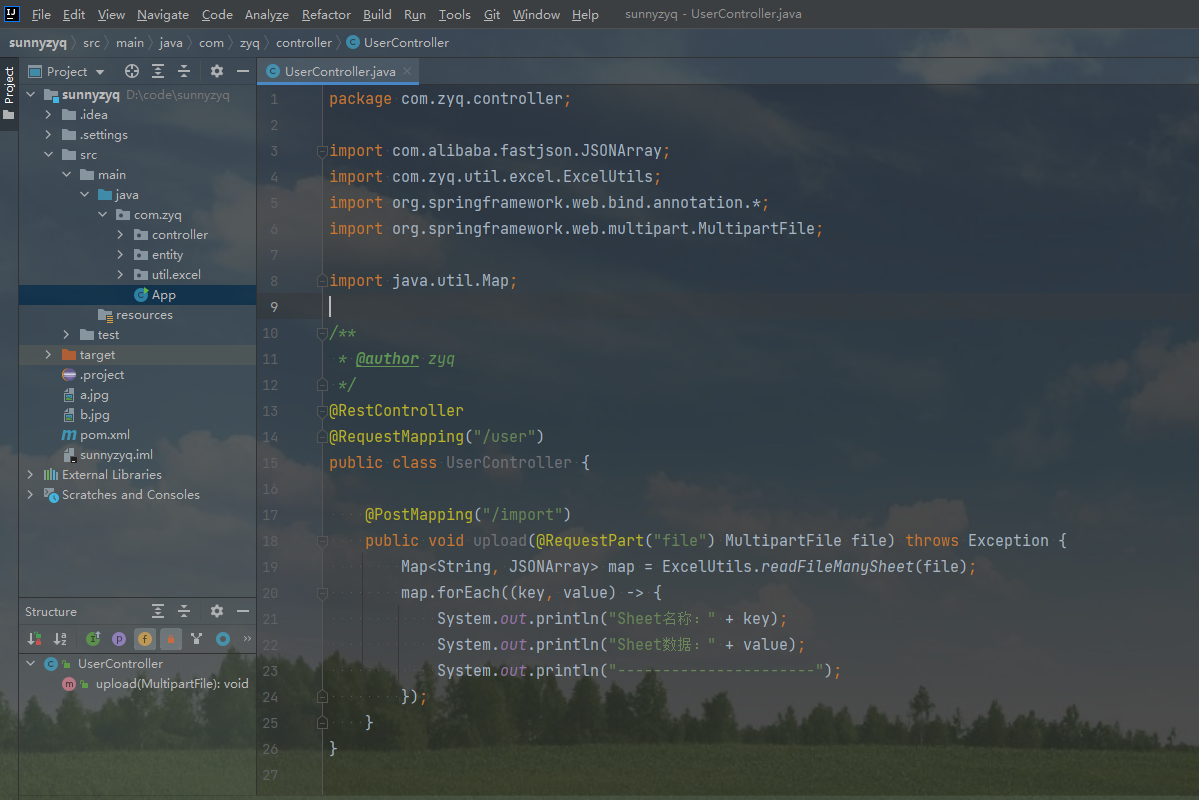 File Edit View Navigate Code Analyze Refactor Build Run Tools Git Window Help sunnyzyq - UserController.java
sunnyzyq src main java com zyq controller UserController
Project
Project
sunnyzyq D:\code\sunnyzyq
.idea
.settings
src
main
java
com.zyq
controller
entity
util.excel
App
resources
test
target
.project
a.jpg
b.jpg
pom.xml
sunnyzyq.iml
External Libraries
Scratches and Consoles
Structure
UserController
upload(MultipartFile): void
UserController.java
1 package com.zyq.controller;
2
3 import com.alibaba.fastjson.JSONArray;
4 import com.zyq.util.excel.ExcelUtils;
5 import org.springframework.web.bind.annotation.*;
6 import org.springframework.web.multipart.MultipartFile;
7
8 import java.util.Map;
9
10 /**
11 * @author zyq
12 */
13 @RestController
14 @RequestMapping("/user")
15 public class UserController {
16
17 @PostMapping("/import")
18 public void upload(@RequestPart("file") MultipartFile file) throws Exception {
19 Map<String, JSONArray> map = ExcelUtils.readFileManySheet(file);
20 map.forEach((key, value) -> {
21 System.out.println("Sheet名称：" + key);
22 System.out.println("Sheet数据：" + value);
23 System.out.println("----------------------");
24 });
25 }
26 }
27